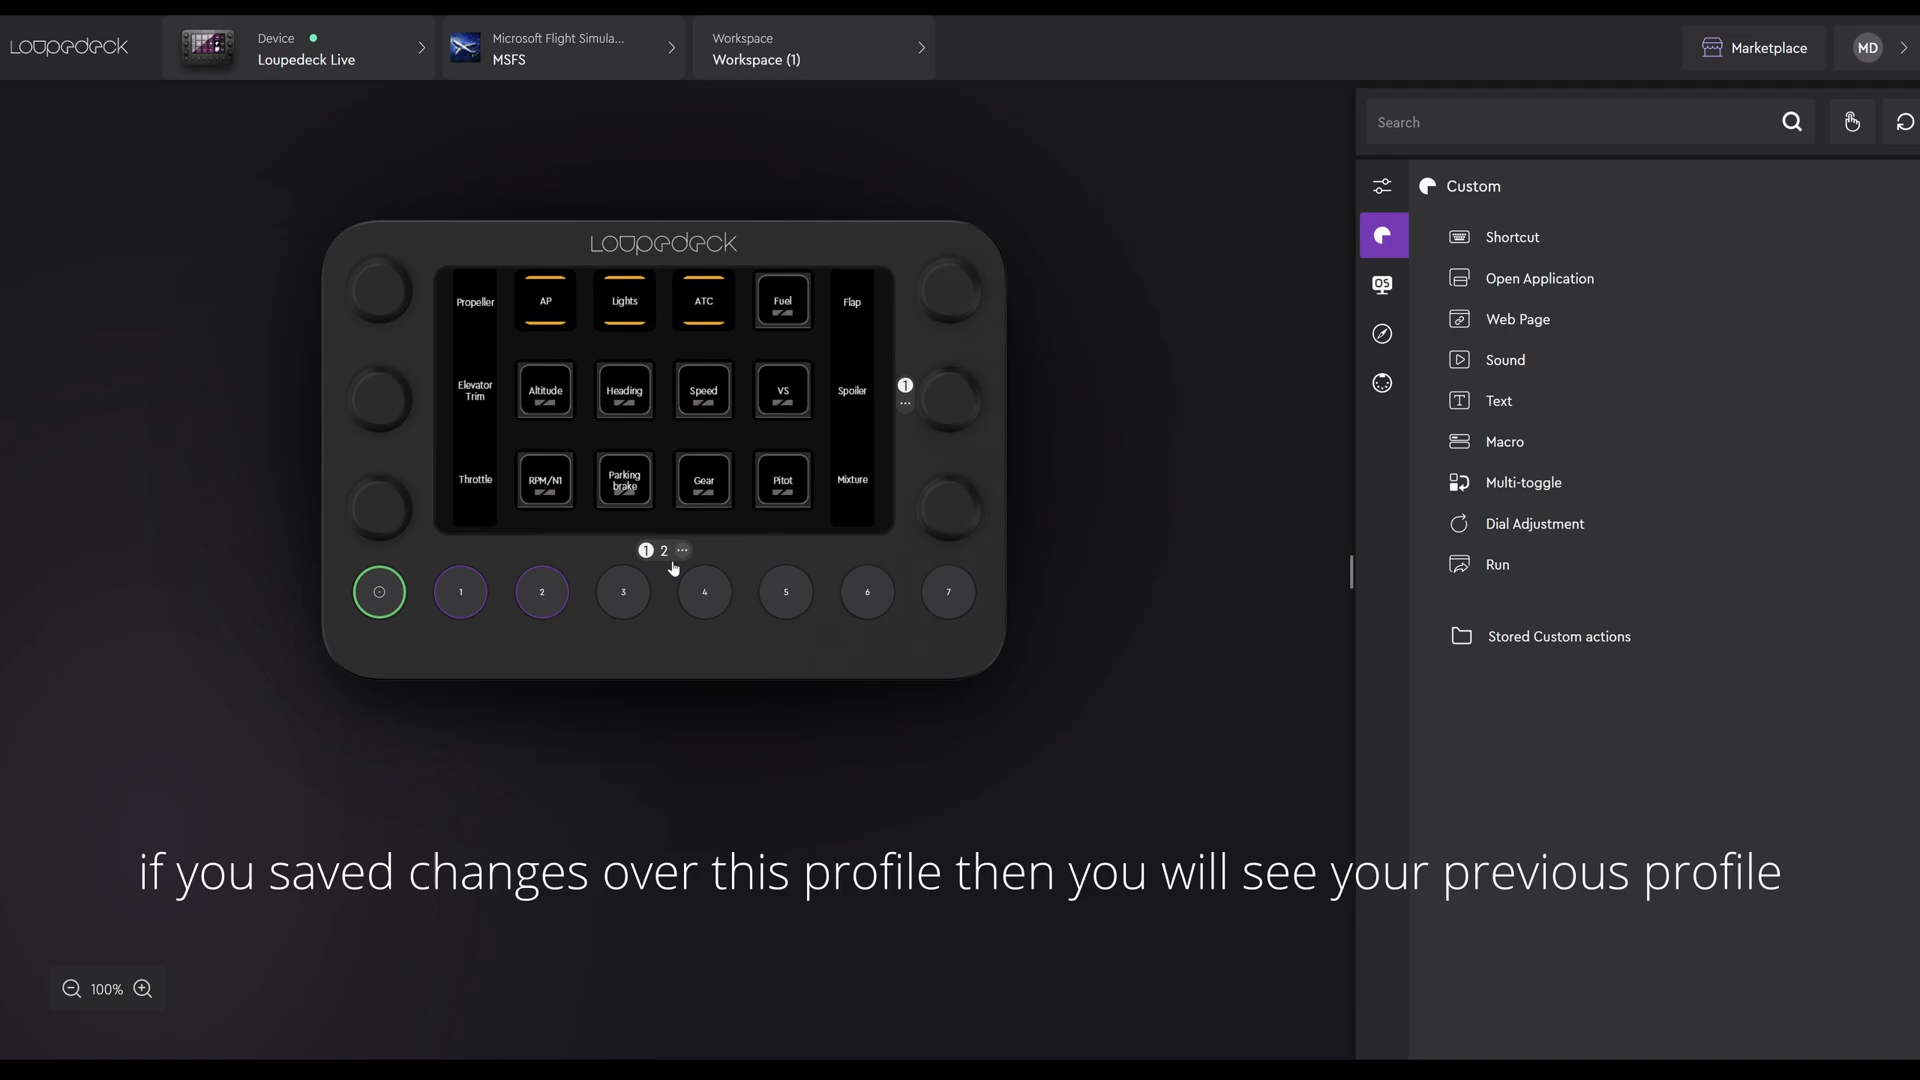 Loupedeck
Device
Loupedeck Live
Microsoft Flight Simula...
MSFS
Workspace
Workspace (1)
Marketplace
MD
Search
Custom
Shortcut
Open Application
OS
Web Page
Sound
Text
Macro
Multi-toggle
Dial Adjustment
Run
Stored Custom actions
Loupedeck
Propeller
AP
Lights
ATC
Fuel
Flap
Elevator
Trim
Altitude
Heading
Speed
VS
Spoiler
1
...
Throttle
RPM/N1
Parking
brake
Gear
Pitot
Mixture
1 2 ...
1 2 3 4 5 6 7
if you saved changes over this profile then you will see your previous profile
100%